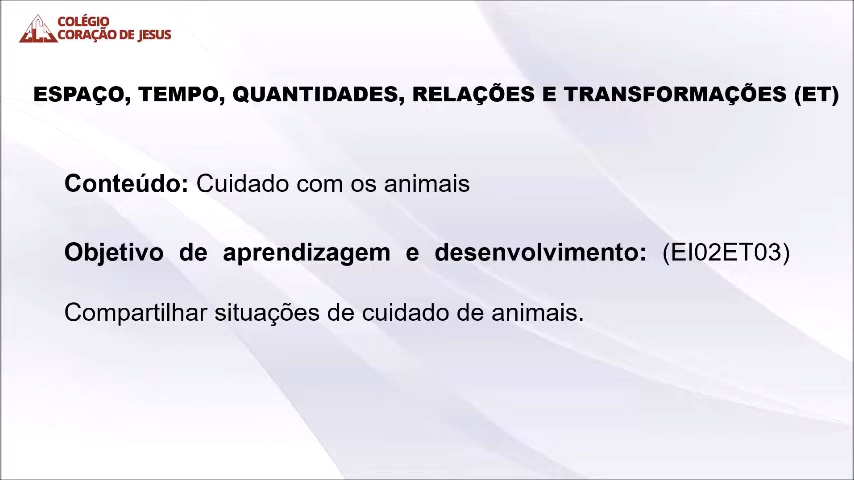 COLÉGIO
CORAÇÃO DE JESUS
ESPAÇO, TEMPO, QUANTIDADES, RELAÇÕES E TRANSFORMAÇÕES (ET)
Conteúdo: Cuidado com os animais
Objetivo de aprendizagem e desenvolvimento: (EI02ET03)
Compartilhar situações de cuidado de animais.